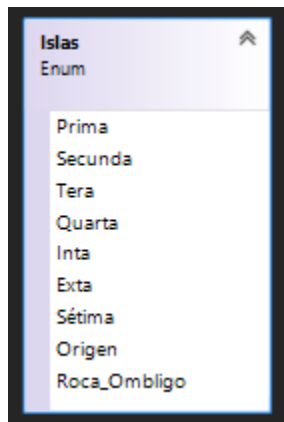 Islas
Enum
Prima
Secunda
Tera
Quarta
Inta
Exta
Sétima
Origen
Roca_Ombligo